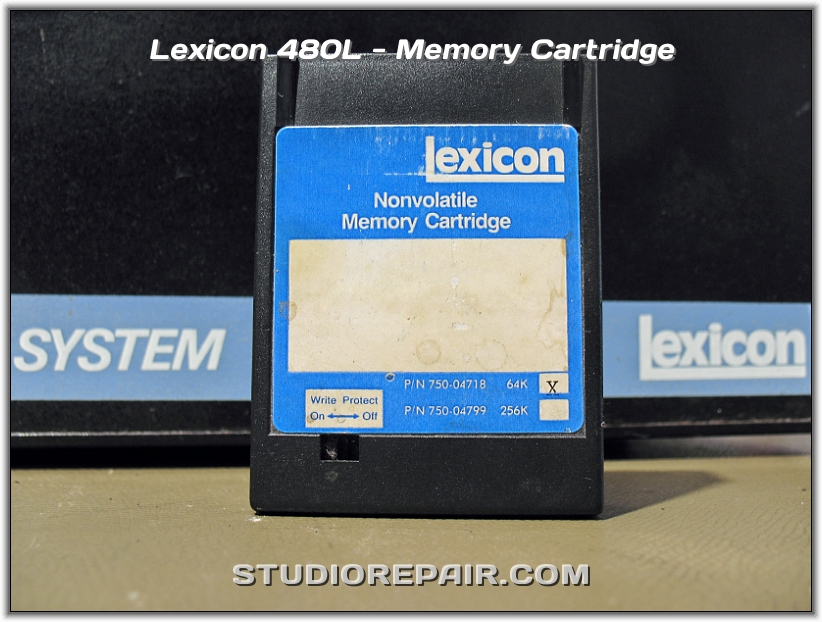 Lexicon 480L - Memory Cartridge
lexicon
Nonvolatile
Memory Cartridge
SYSTEM
lexicon
P/N 750-04718 64K X
Write Protect
On ↔ Off
P/N 750-04799 256K
STUDIOREPAIR.COM